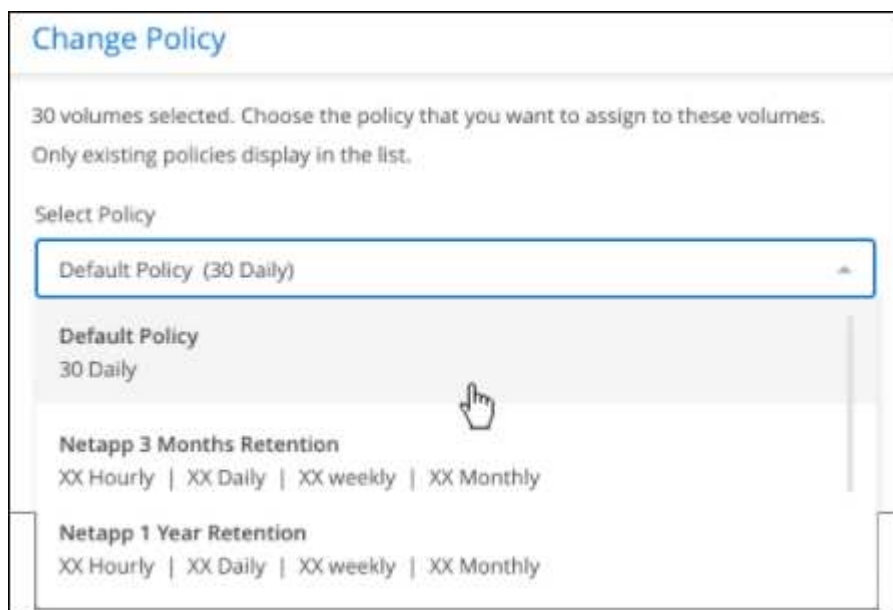 Change Policy
30 volumes selected. Choose the policy that you want to assign to these volumes.
Only existing policies display in the list.
Select Policy
Default Policy (30 Daily)
Default Policy
30 Daily
Netapp 3 Months Retention
XX Hourly | XX Daily | XX weekly | XX Monthly
Netapp 1 Year Retention
XX Hourly | XX Daily | XX weekly | XX Monthly